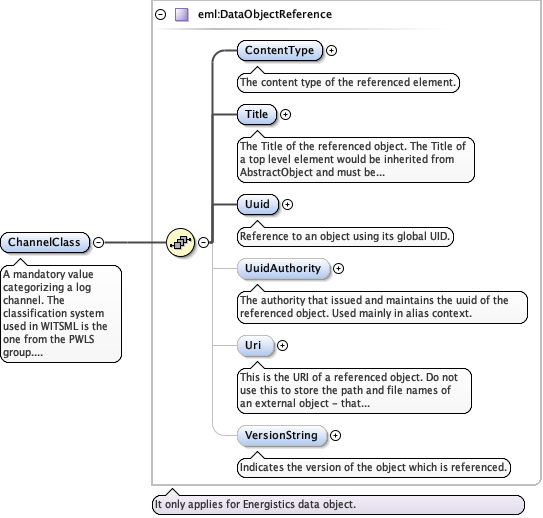 eml:DataObjectReference
ContentType
The content type of the referenced element.
Title
The Title of the referenced object. The Title of
a top level element would be inherited from
AbstractObject and must be...
Uuid
Reference to an object using its global UID.
ChannelClass
A mandatory value
categorizing a log
channel. The
classification system
used in WITSML is the
one from the PWLS
group....
UuidAuthority
The authority that issued and maintains the uuid of the
referenced object. Used mainly in alias context.
Uri
This is the URI of a referenced object. Do not
use this to store the path and file names of
an external object - that...
VersionString
Indicates the version of the object which is referenced.
It only applies for Energistics data object.